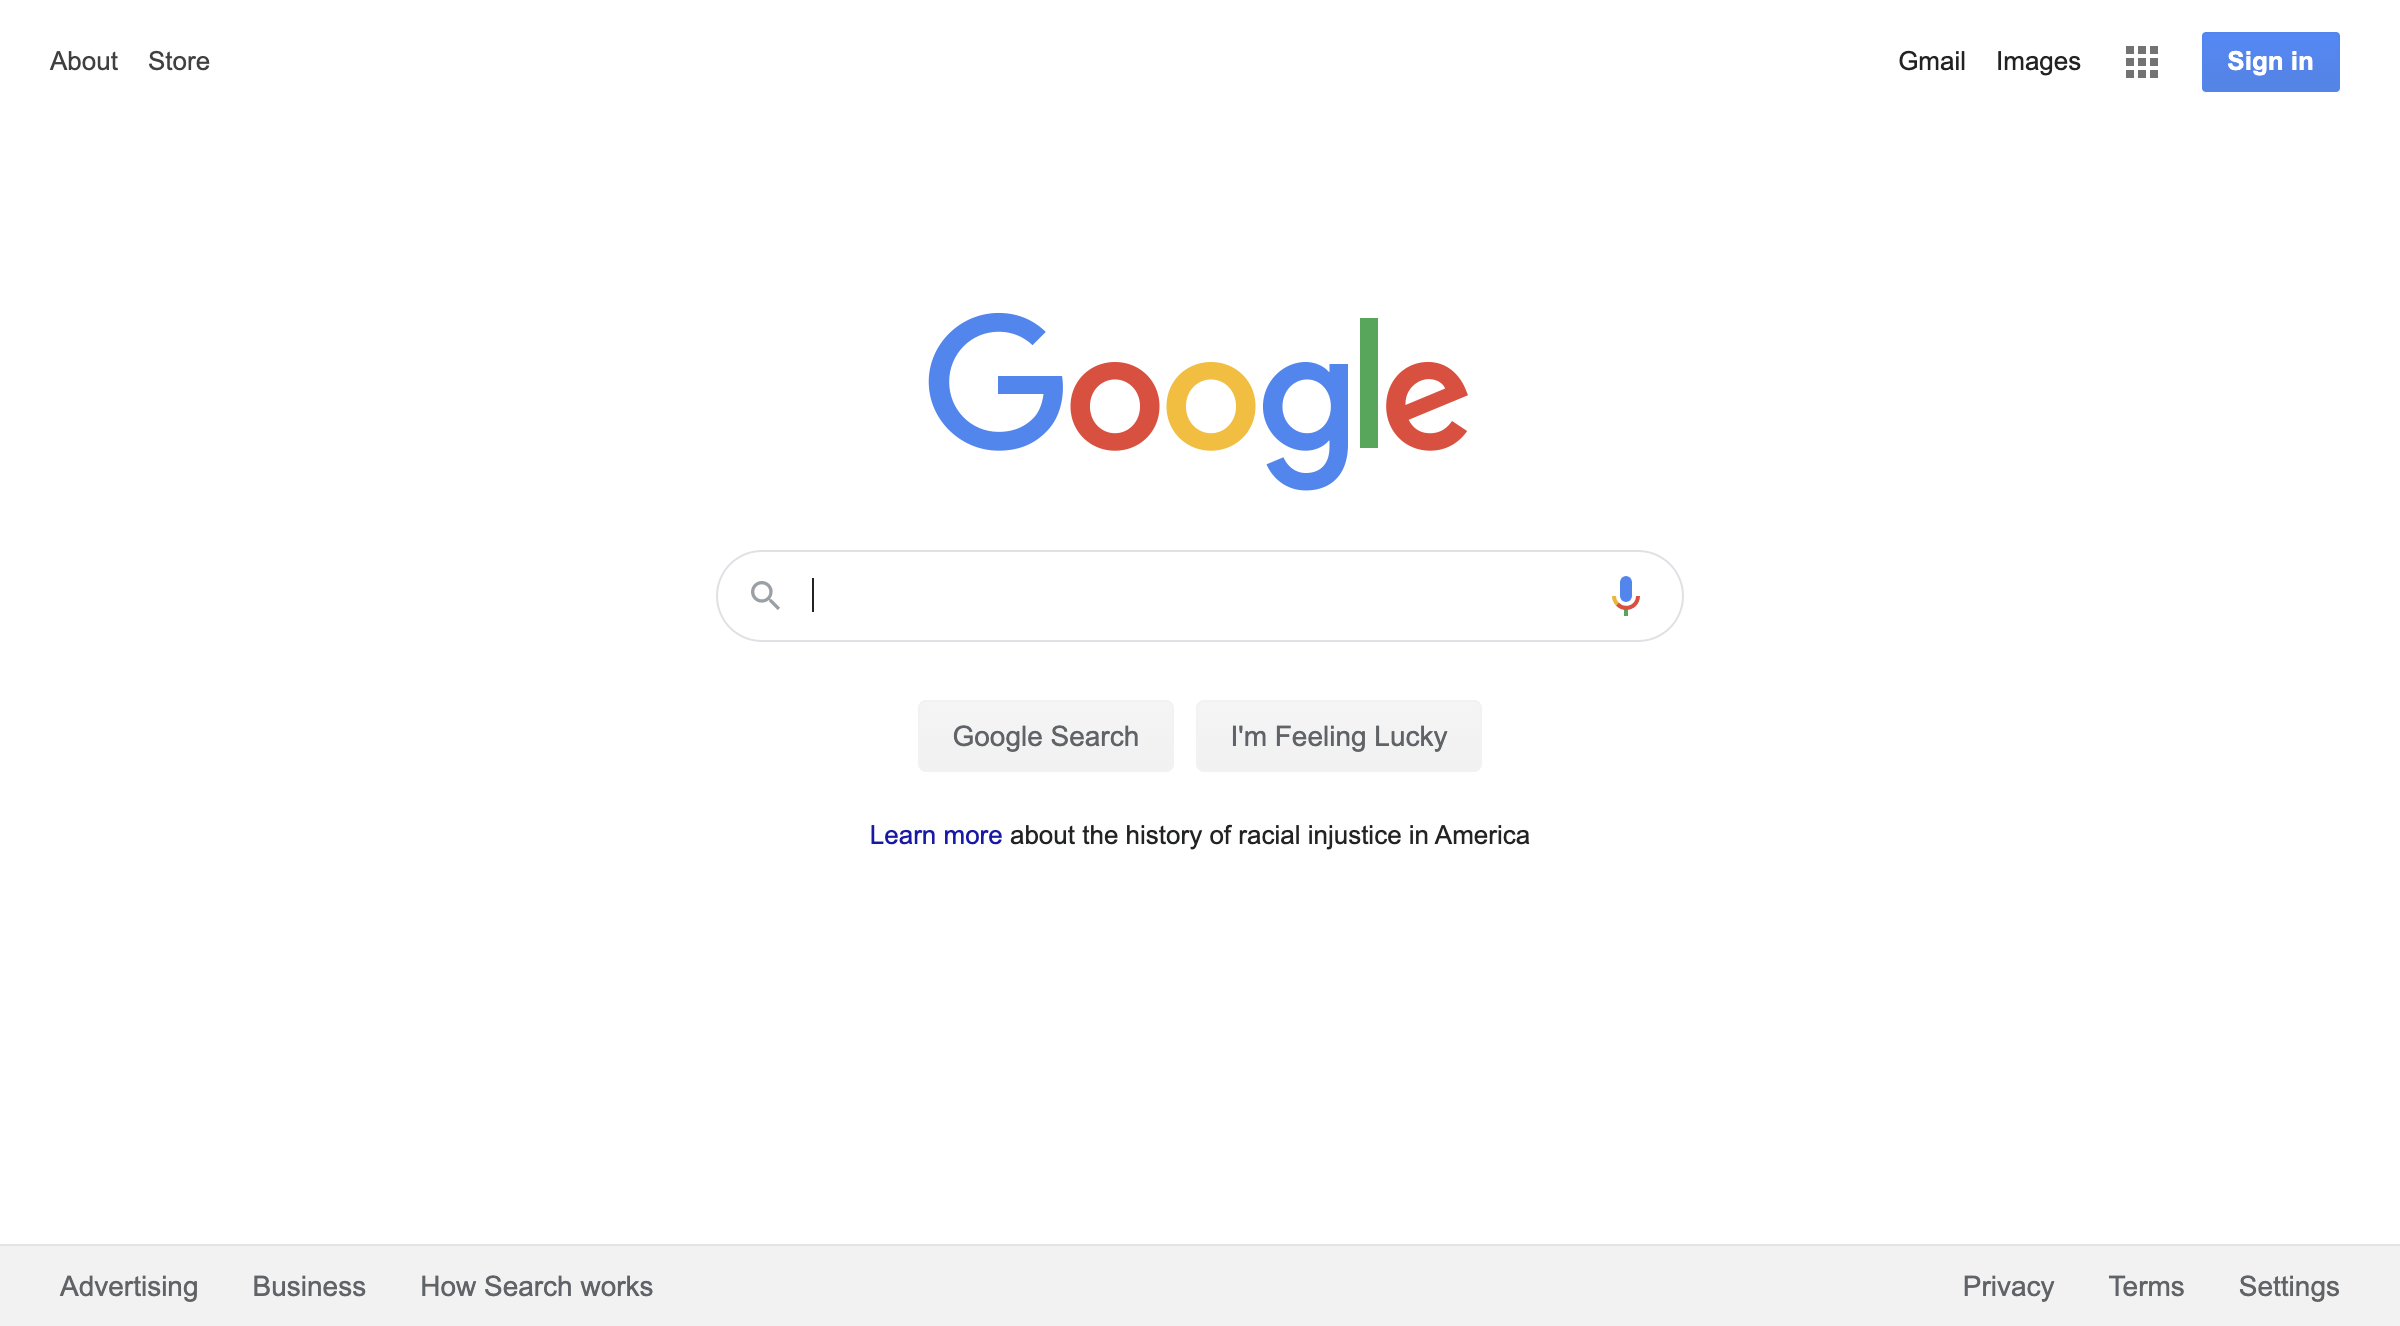 About Store Gmail Images Sign in
Google
Google Search I'm Feeling Lucky
Learn more about the history of racial injustice in America
Advertising Business How Search works Privacy Terms Settings